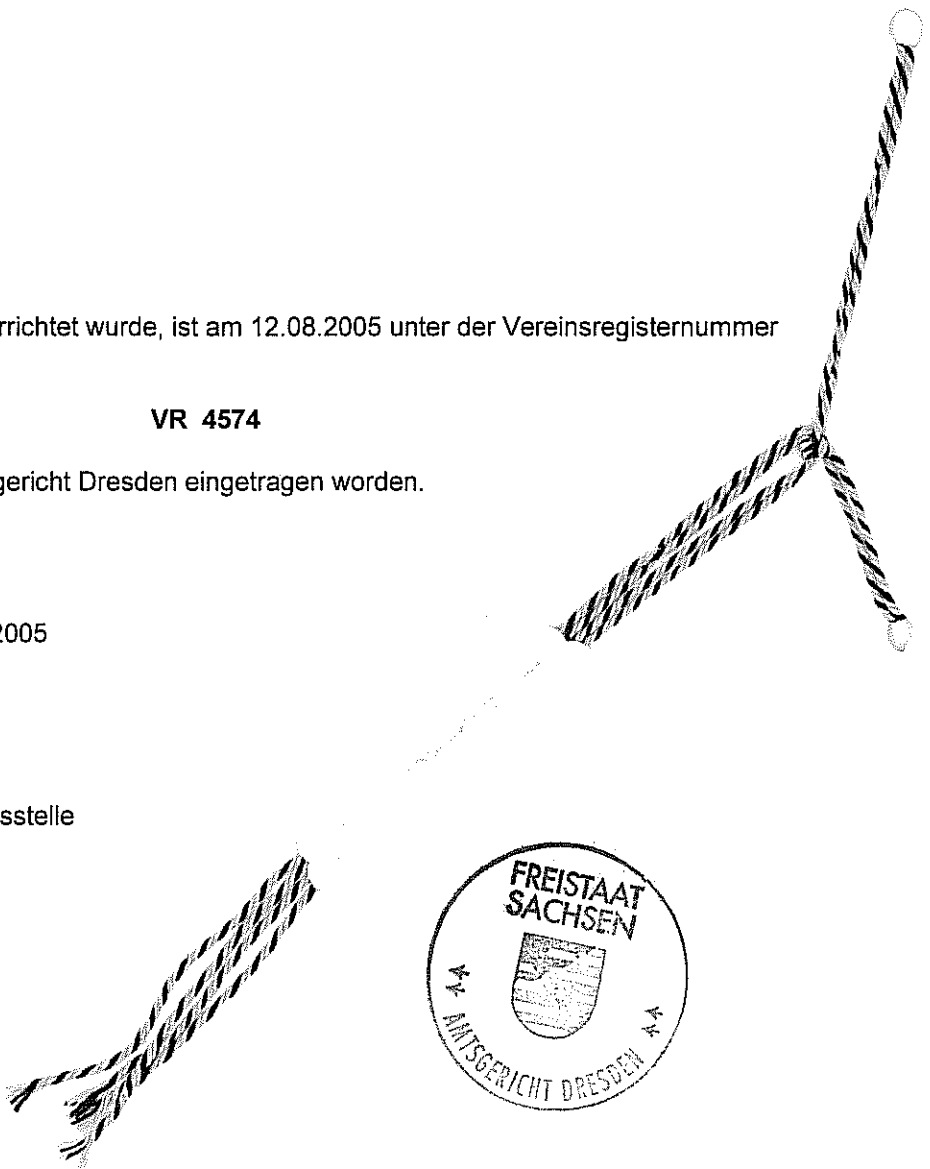 rrichtet wurde, ist am 12.08.2005 unter der Vereinsregisternummer
VR 4574
gericht Dresden eingetragen worden.
2005
sstelle
FREISTAAT
SACHSEN
AMTSGERICHT DRESDEN